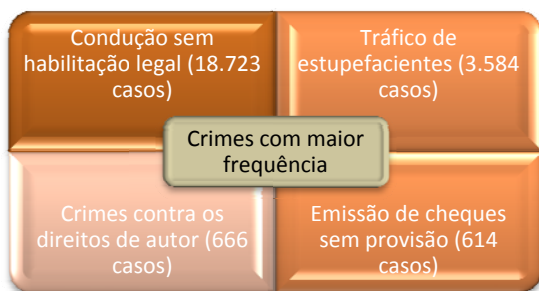 Condução sem
habilitação legal (18.723
casos)
Tráfico de
estupefacientes (3.584
casos)
Crimes com maior
frequência
Crimes contra os
direitos de autor (666
casos)
Emissão de cheques
sem provisão (614
casos)